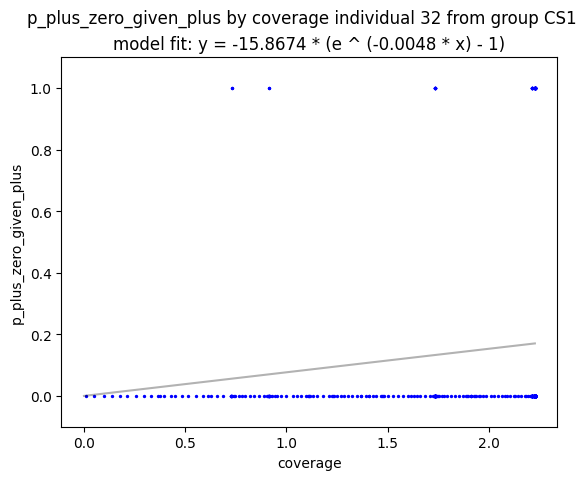 p_plus_zero_given_plus by coverage individual 32 from group CS1
model fit: y = -15.8674 * (e ^ (-0.0048 * x) - 1)
1.0
0.8
0.6
0.4
0.2
0.0
p_plus_zero_given_plus
0.0 0.5 1.0 1.5 2.0
coverage